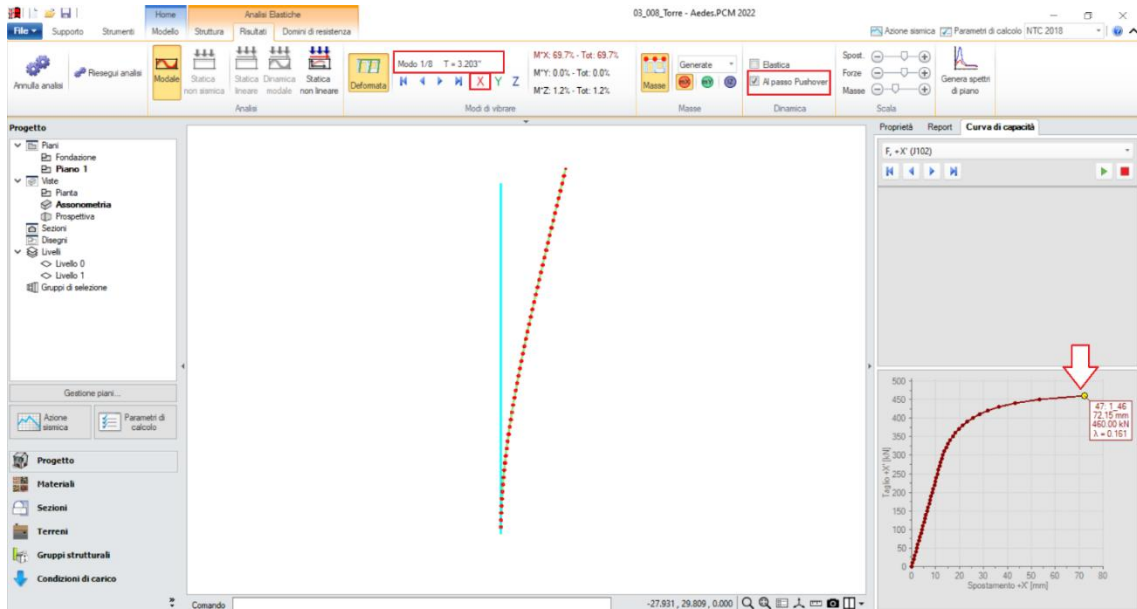 03_008_Torre - Aedes.PCM 2022
Home
Analisi Elastiche
File
Supporto
Strumenti
Modello
Struttura
Risultati
Domini di resistenza
Azione sismica
Parametri di calcolo
NTC 2018
Annulla analisi
Riesegui analisi
Modale
Statica non sismica
Statica lineare
Dinamica modale
Statica non lineare
Analisi
Deformata
Modo 1/8 T = 3.203"
X Y Z
M*X: 69.7% - Tot: 69.7%
M*Y: 0.0% - Tot: 0.0%
M*Z: 1.2% - Tot: 1.2%
Modi di vibrare
Masse
Generate
Masse
Elastica
Al passo Pushover
Dinamica
Spost.
Forze
Masse
Scala
Genera spettri di piano
Progetto
Piani
Fondazione
Piano 1
Viste
Pianta
Assonometria
Prospettiva
Sezioni
Disegni
Livelli
Livello 0
Livello 1
Gruppi di selezione
Gestione piani...
Azione sismica
Parametri di calcolo
Progetto
Materiali
Sezioni
Terreni
Gruppi strutturali
Condizioni di carico
Comando
-27.931 , 29.809 , 0.000
Proprietà
Report
Curva di capacità
500
450
400
350
300
250
200
150
100
50
0
Taglio +X' [kN]
47. 1_46
72.15 mm
460.00 kN
λ = 0.161
0 10 20 30 40 50 60 70 80
Spostamento +X' [mm]